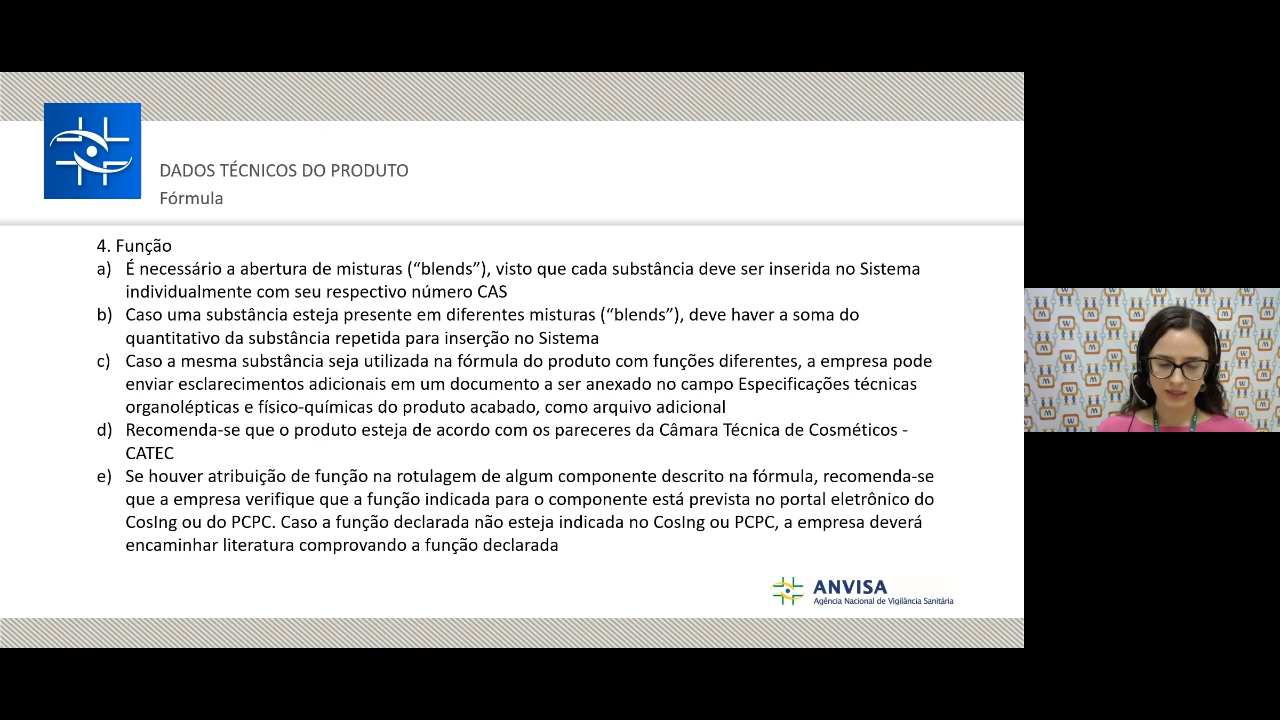 DADOS TÉCNICOS DO PRODUTO
Fórmula
4. Função
a) É necessário a abertura de misturas (“blends”), visto que cada substância deve ser inserida no Sistema
individualmente com seu respectivo número CAS
b) Caso uma substância esteja presente em diferentes misturas (“blends”), deve haver a soma do
quantitativo da substância repetida para inserção no Sistema
c) Caso a mesma substância seja utilizada na fórmula do produto com funções diferentes, a empresa pode
enviar esclarecimentos adicionais em um documento a ser anexado no campo Especificações técnicas
organolépticas e físico-químicas do produto acabado, como arquivo adicional
d) Recomenda-se que o produto esteja de acordo com os pareceres da Câmara Técnica de Cosméticos -
CATEC
e) Se houver atribuição de função na rotulagem de algum componente descrito na fórmula, recomenda-se
que a empresa verifique que a função indicada para o componente está prevista no portal eletrônico do
CosIng ou do PCPC. Caso a função declarada não esteja indicada no CosIng ou PCPC, a empresa deverá
encaminhar literatura comprovando a função declarada
ANVISA
Agência Nacional de Vigilância Sanitária